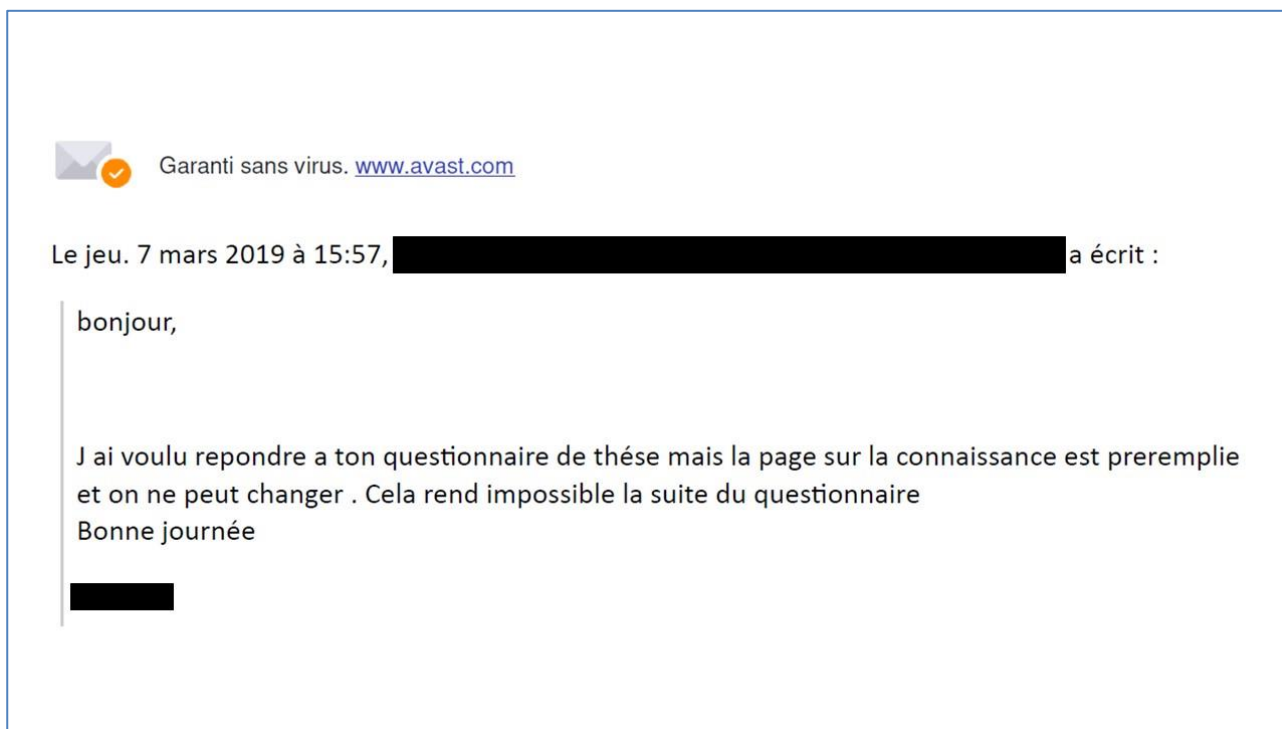 Garanti sans virus. www.avast.com
Le jeu. 7 mars 2019 à 15:57, a écrit :
bonjour,
J ai voulu repondre a ton questionnaire de thése mais la page sur la connaissance est preremplie
et on ne peut changer . Cela rend impossible la suite du questionnaire
Bonne journée